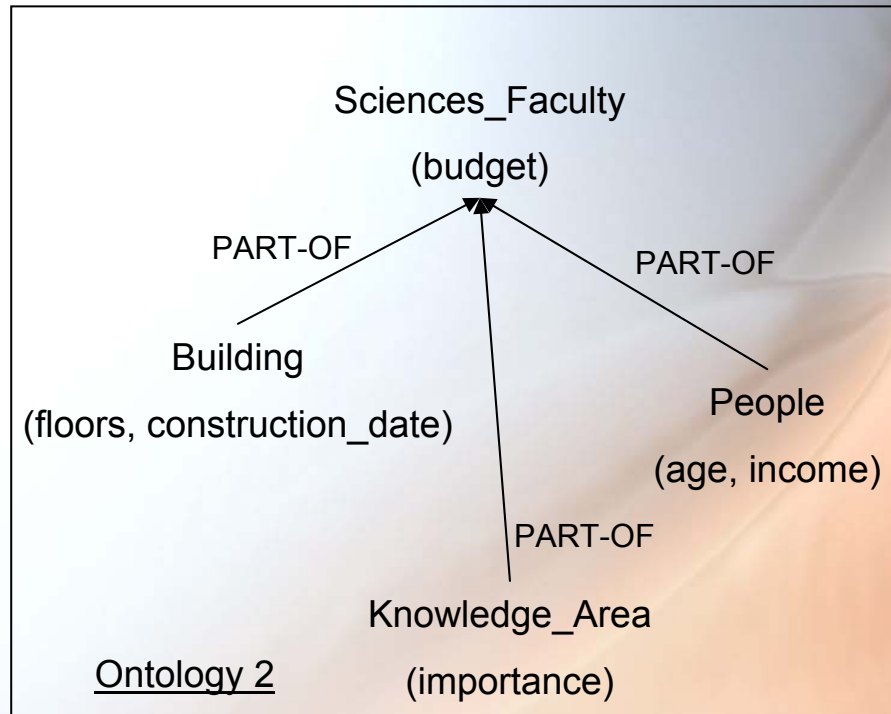 Sciences_Faculty
(budget)
PART-OF
PART-OF
Building
(floors, construction_date)
People
(age, income)
PART-OF
Knowledge_Area
(importance)
Ontology 2